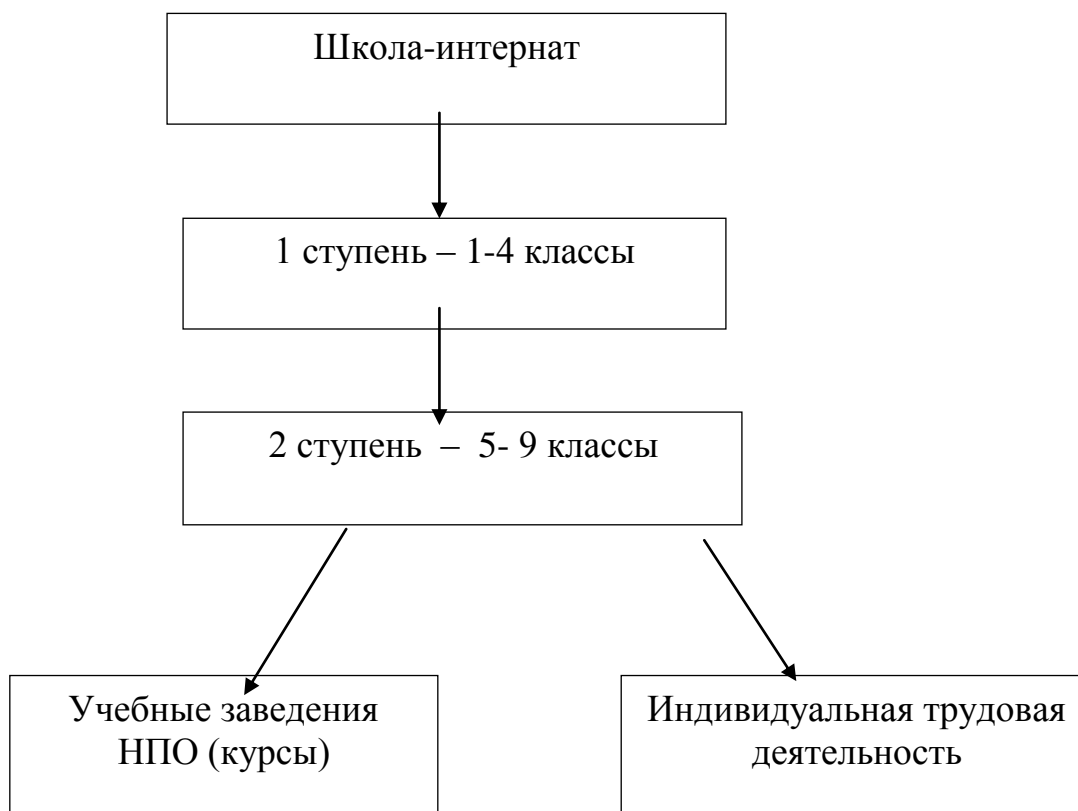 Школа-интернат
1 ступень – 1-4 классы
2 ступень – 5- 9 классы
Учебные заведения
НПО (курсы)
Индивидуальная трудовая
деятельность